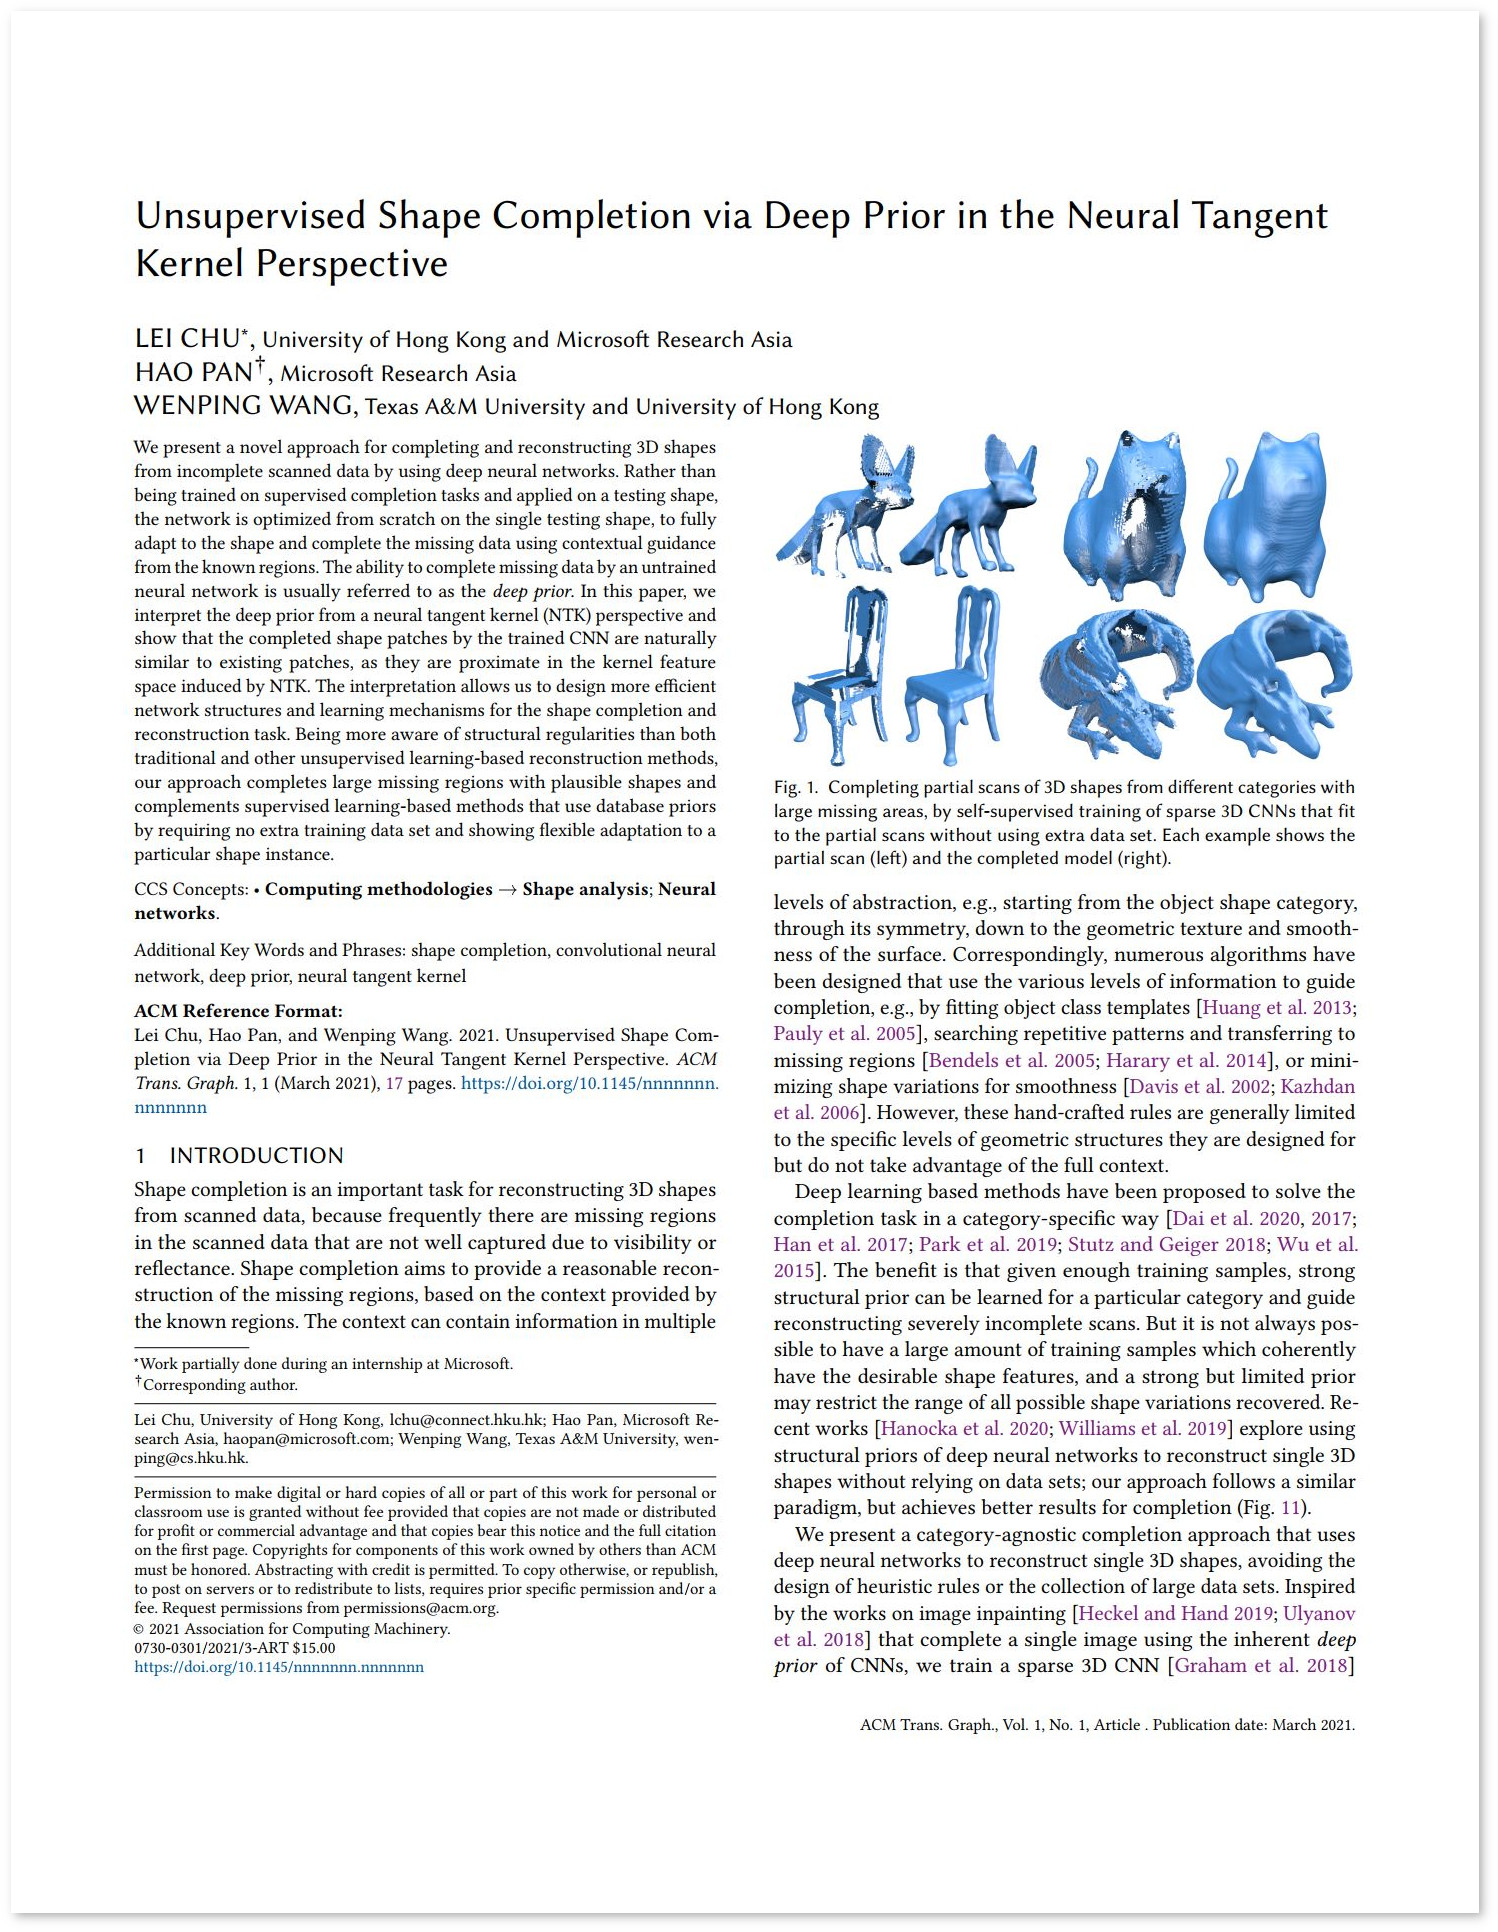 Unsupervised Shape Completion via Deep Prior in the Neural Tangent
Kernel Perspective
LEI CHU*, University of Hong Kong and Microsoft Research Asia
HAO PAN†, Microsoft Research Asia
WENPING WANG, Texas A&M University and University of Hong Kong
We present a novel approach for completing and reconstructing 3D shapes
from incomplete scanned data by using deep neural networks. Rather than
being trained on supervised completion tasks and applied on a testing shape,
the network is optimized from scratch on the single testing shape, to fully
adapt to the shape and complete the missing data using contextual guidance
from the known regions. The ability to complete missing data by an untrained
neural network is usually referred to as the deep prior. In this paper, we
interpret the deep prior from a neural tangent kernel (NTK) perspective and
show that the completed shape patches by the trained CNN are naturally
similar to existing patches, as they are proximate in the kernel feature
space induced by NTK. The interpretation allows us to design more efficient
network structures and learning mechanisms for the shape completion and
reconstruction task. Being more aware of structural regularities than both
traditional and other unsupervised learning-based reconstruction methods,
our approach completes large missing regions with plausible shapes and
complements supervised learning-based methods that use database priors
by requiring no extra training data set and showing flexible adaptation to a
particular shape instance.
CCS Concepts: • Computing methodologies → Shape analysis; Neural
networks.
Additional Key Words and Phrases: shape completion, convolutional neural
network, deep prior, neural tangent kernel
ACM Reference Format:
Lei Chu, Hao Pan, and Wenping Wang. 2021. Unsupervised Shape Com-
pletion via Deep Prior in the Neural Tangent Kernel Perspective. ACM
Trans. Graph. 1, 1 (March 2021), 17 pages. https://doi.org/10.1145/nnnnnnn.
nnnnnnn
1 INTRODUCTION
Shape completion is an important task for reconstructing 3D shapes
from scanned data, because frequently there are missing regions
in the scanned data that are not well captured due to visibility or
reflectance. Shape completion aims to provide a reasonable recon-
struction of the missing regions, based on the context provided by
the known regions. The context can contain information in multiple
*Work partially done during an internship at Microsoft.
†Corresponding author.
Lei Chu, University of Hong Kong, lchu@connect.hku.hk; Hao Pan, Microsoft Re-
search Asia, haopan@microsoft.com; Wenping Wang, Texas A&M University, wen-
ping@cs.hku.hk.
Permission to make digital or hard copies of all or part of this work for personal or
classroom use is granted without fee provided that copies are not made or distributed
for profit or commercial advantage and that copies bear this notice and the full citation
on the first page. Copyrights for components of this work owned by others than ACM
must be honored. Abstracting with credit is permitted. To copy otherwise, or republish,
to post on servers or to redistribute to lists, requires prior specific permission and/or a
fee. Request permissions from permissions@acm.org.
© 2021 Association for Computing Machinery.
0730-0301/2021/3-ART $15.00
https://doi.org/10.1145/nnnnnnn.nnnnnnn
Fig. 1. Completing partial scans of 3D shapes from different categories with
large missing areas, by self-supervised training of sparse 3D CNNs that fit
to the partial scans without using extra data set. Each example shows the
partial scan (left) and the completed model (right).
levels of abstraction, e.g., starting from the object shape category,
through its symmetry, down to the geometric texture and smooth-
ness of the surface. Correspondingly, numerous algorithms have
been designed that use the various levels of information to guide
completion, e.g., by fitting object class templates [Huang et al. 2013;
Pauly et al. 2005], searching repetitive patterns and transferring to
missing regions [Bendels et al. 2005; Harary et al. 2014], or mini-
mizing shape variations for smoothness [Davis et al. 2002; Kazhdan
et al. 2006]. However, these hand-crafted rules are generally limited
to the specific levels of geometric structures they are designed for
but do not take advantage of the full context.
Deep learning based methods have been proposed to solve the
completion task in a category-specific way [Dai et al. 2020, 2017;
Han et al. 2017; Park et al. 2019; Stutz and Geiger 2018; Wu et al.
2015]. The benefit is that given enough training samples, strong
structural prior can be learned for a particular category and guide
reconstructing severely incomplete scans. But it is not always pos-
sible to have a large amount of training samples which coherently
have the desirable shape features, and a strong but limited prior
may restrict the range of all possible shape variations recovered. Re-
cent works [Hanocka et al. 2020; Williams et al. 2019] explore using
structural priors of deep neural networks to reconstruct single 3D
shapes without relying on data sets; our approach follows a similar
paradigm, but achieves better results for completion (Fig. 11).
We present a category-agnostic completion approach that uses
deep neural networks to reconstruct single 3D shapes, avoiding the
design of heuristic rules or the collection of large data sets. Inspired
by the works on image inpainting [Heckel and Hand 2019; Ulyanov
et al. 2018] that complete a single image using the inherent deep
prior of CNNs, we train a sparse 3D CNN [Graham et al. 2018]
ACM Trans. Graph., Vol. 1, No. 1, Article . Publication date: March 2021.